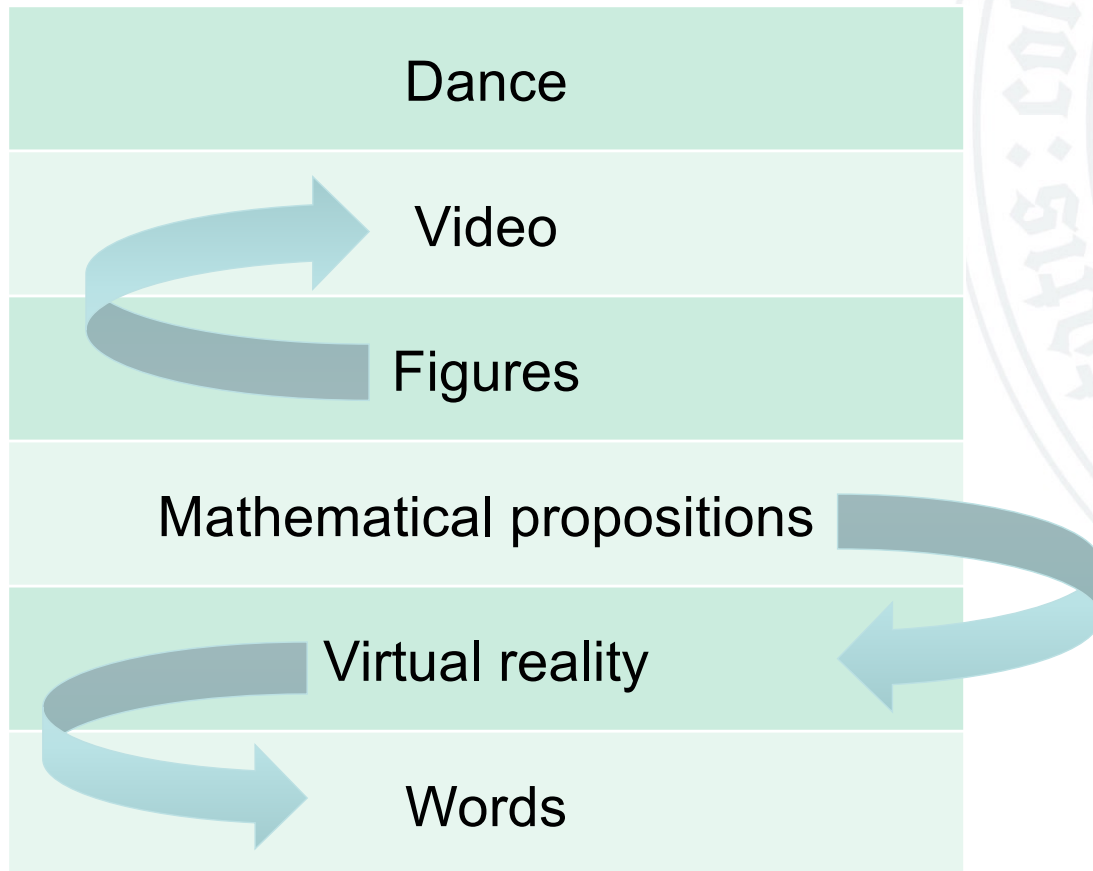 Dance
Video
Figures
Mathematical propositions
Virtual reality
Words